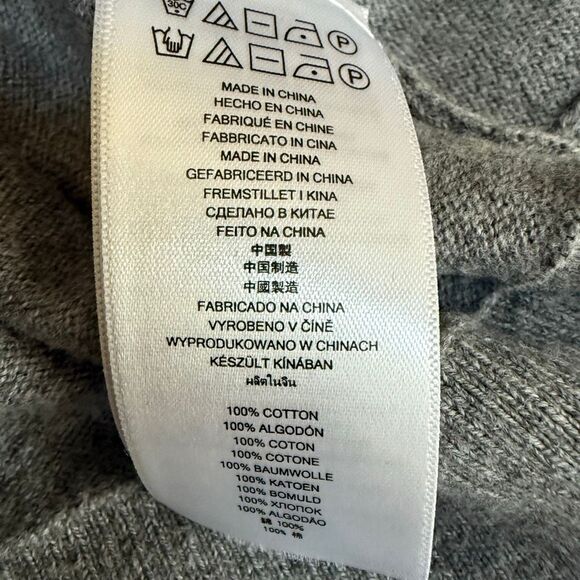 30C
P
P
MADE IN CHINA
HECHO EN CHINA
FABRIQUÉ EN CHINE
FABBRICATO IN CINA
MADE IN CHINA
GEFABRICEERD IN CHINA
FREMSTILLET I KINA
СДЕЛАНО В КИТАЕ
FEITO NA CHINA
中国製
中国制造
中國製造
FABRICADO NA CHINA
VYROBENO V ČÍNĚ
WYPRODUKOWANO W CHINACH
KÉSZÜLT KÍNÁBAN
ผลิตในจีน
100% COTTON
100% ALGODÓN
100% COTON
100% COTONE
100% BAUMWOLLE
100% KATOEN
100% BOMULD
100% ХЛОПОК
100% ALGODÃO
綿 100%
100% 棉